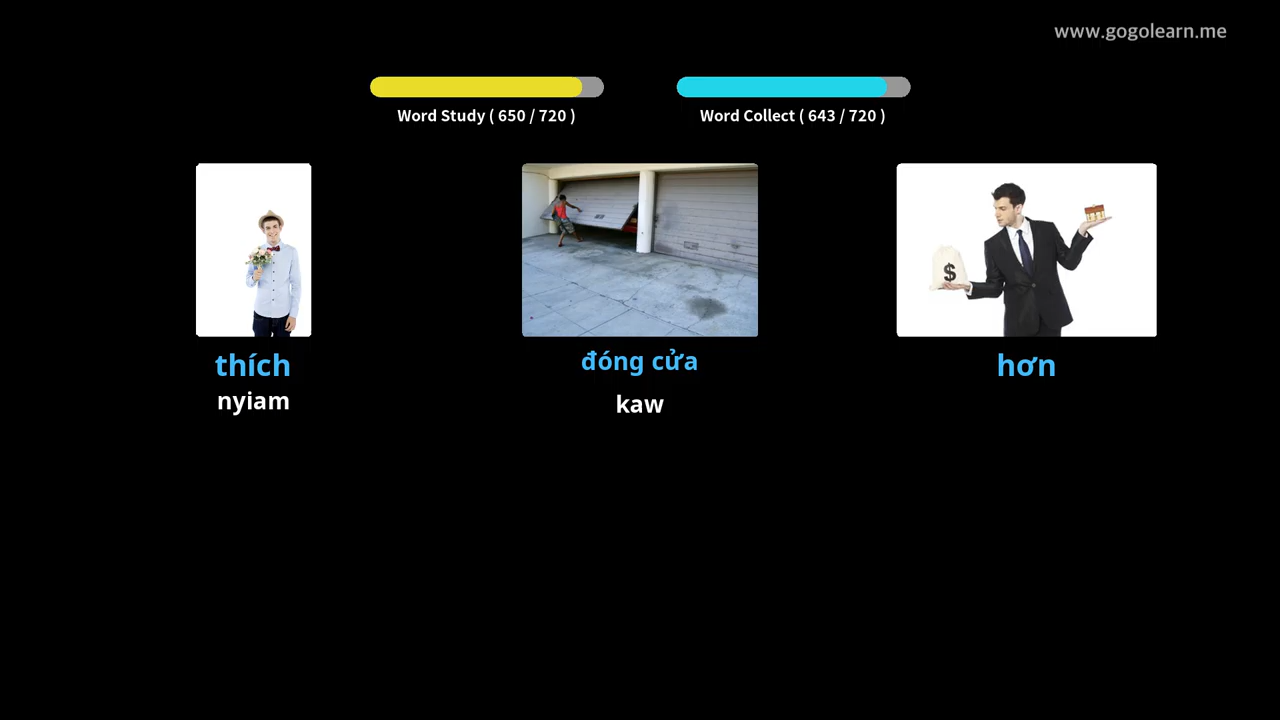 www.gogolearn.me
Word Study ( 650 / 720 )
Word Collect ( 643 / 720 )
$
thích
nyiam
đóng cửa
kaw
hơn